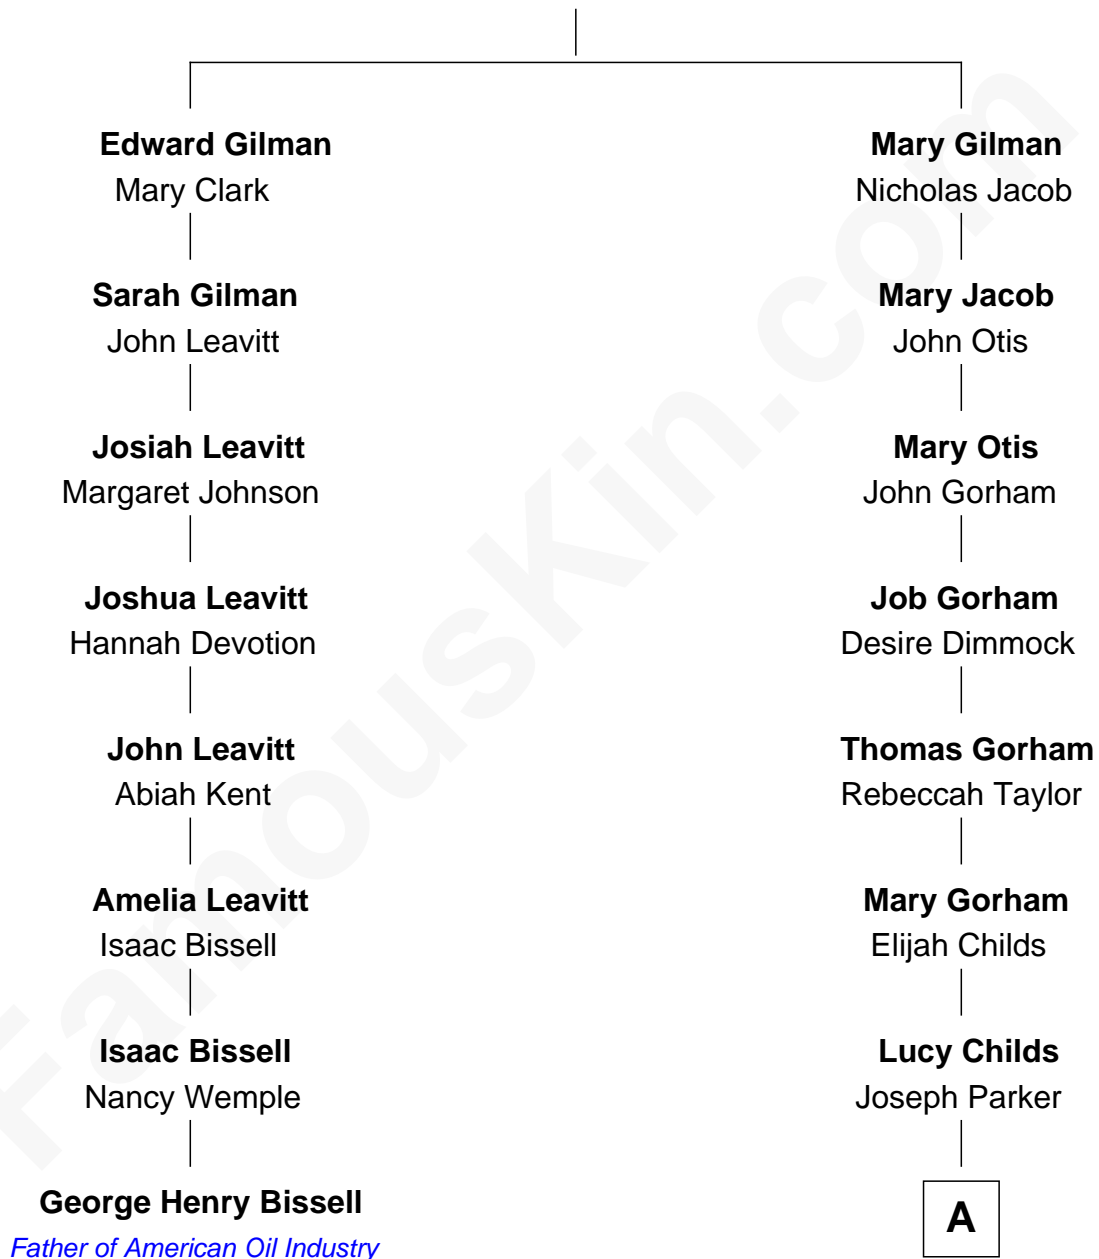 Edward Gilman
Mary Clark
Sarah Gilman
John Leavitt
Josiah Leavitt
Margaret Johnson
Joshua Leavitt
Hannah Devotion
John Leavitt
Abiah Kent
Amelia Leavitt
Isaac Bissell
Isaac Bissell
Nancy Wemple
George Henry Bissell
Father of American Oil Industry
Mary Gilman
Nicholas Jacob
Mary Jacob
John Otis
Mary Otis
John Gorham
Job Gorham
Desire Dimmock
Thomas Gorham
Rebeccah Taylor
Mary Gorham
Elijah Childs
Lucy Childs
Joseph Parker
A
FamousKin.com